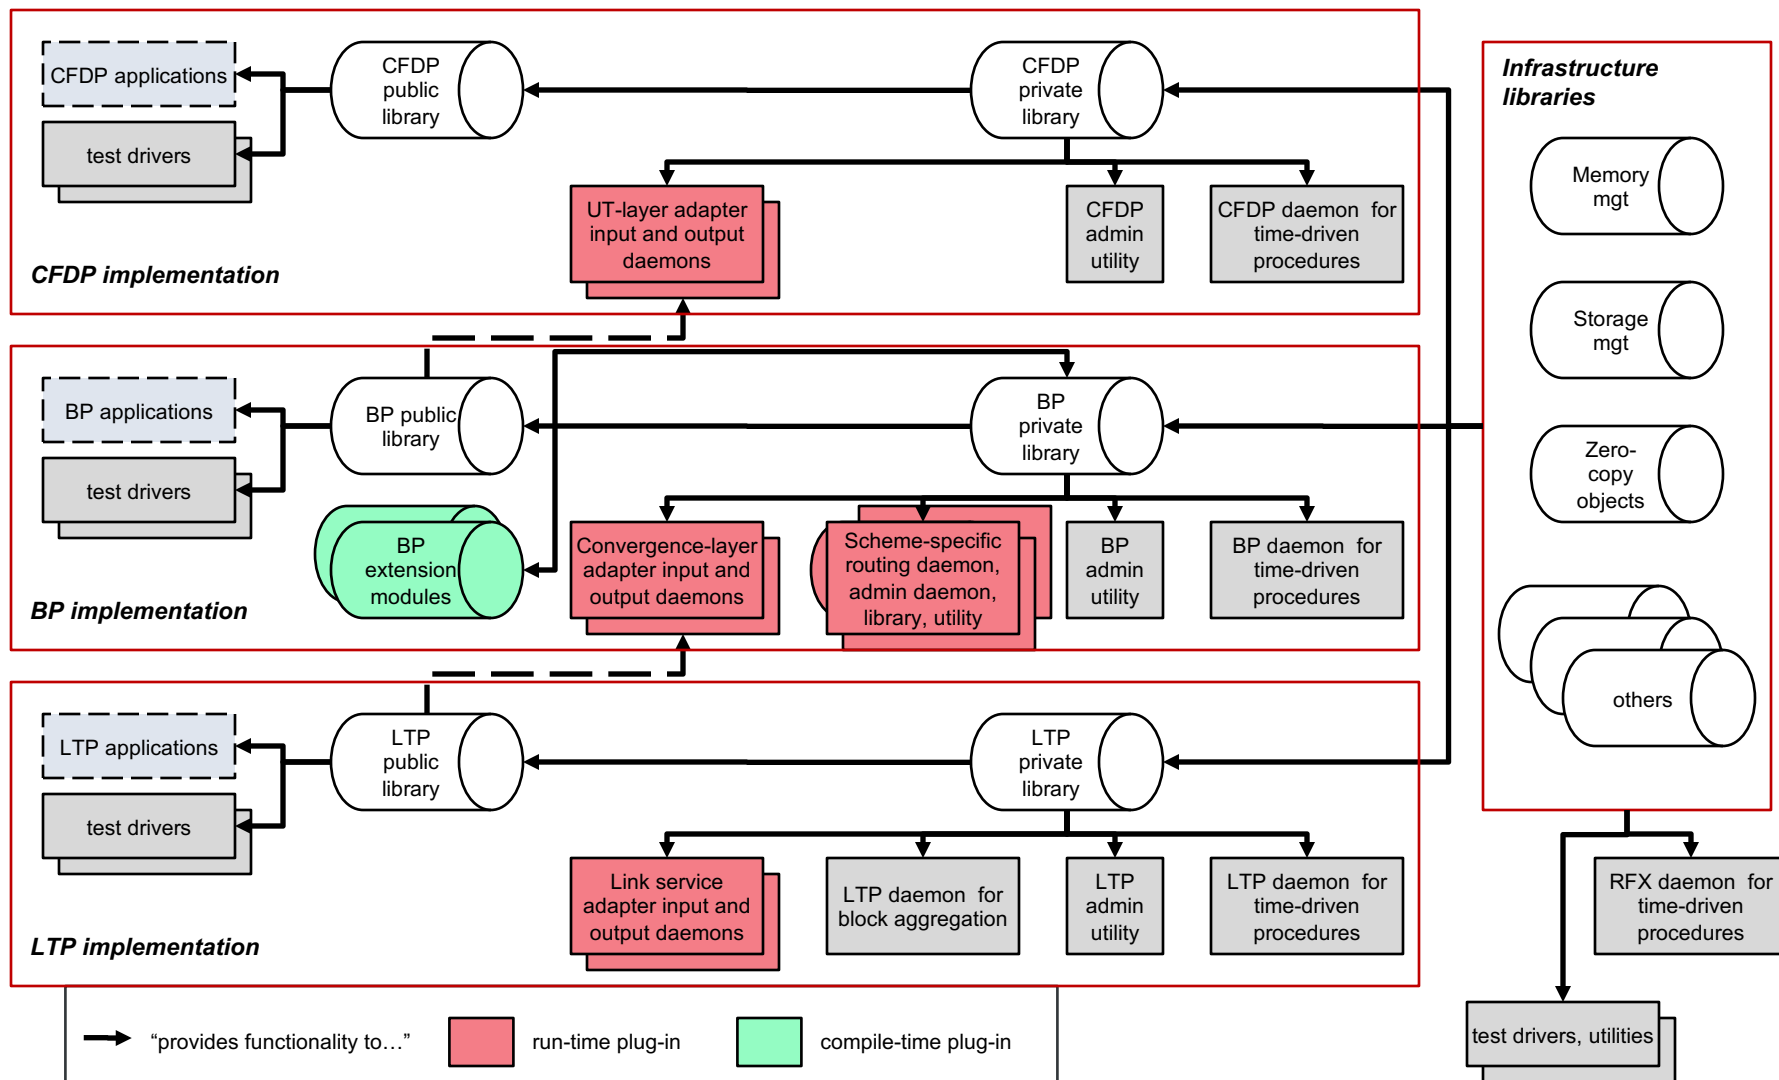 CFDP applications
test drivers
CFDP
public
library
CFDP
private
library
UT-layer adapter
input and output
daemons
CFDP
admin
utility
CFDP daemon for
time-driven
procedures
CFDP implementation
BP applications
test drivers
BP public
library
BP
private
library
BP
extension
modules
Convergence-layer
adapter input and
output daemons
Scheme-specific
routing daemon,
admin daemon,
library, utility
BP
admin
utility
BP daemon for
time-driven
procedures
BP implementation
LTP applications
test drivers
LTP
public
library
LTP
private
library
Link service
adapter input and
output daemons
LTP daemon for
block aggregation
LTP
admin
utility
LTP daemon for
time-driven
procedures
LTP implementation
Infrastructure
libraries
Memory
mgt
Storage
mgt
Zero-
copy
objects
others
RFX daemon for
time-driven
procedures
test drivers, utilities
“provides functionality to…”
run-time plug-in
compile-time plug-in